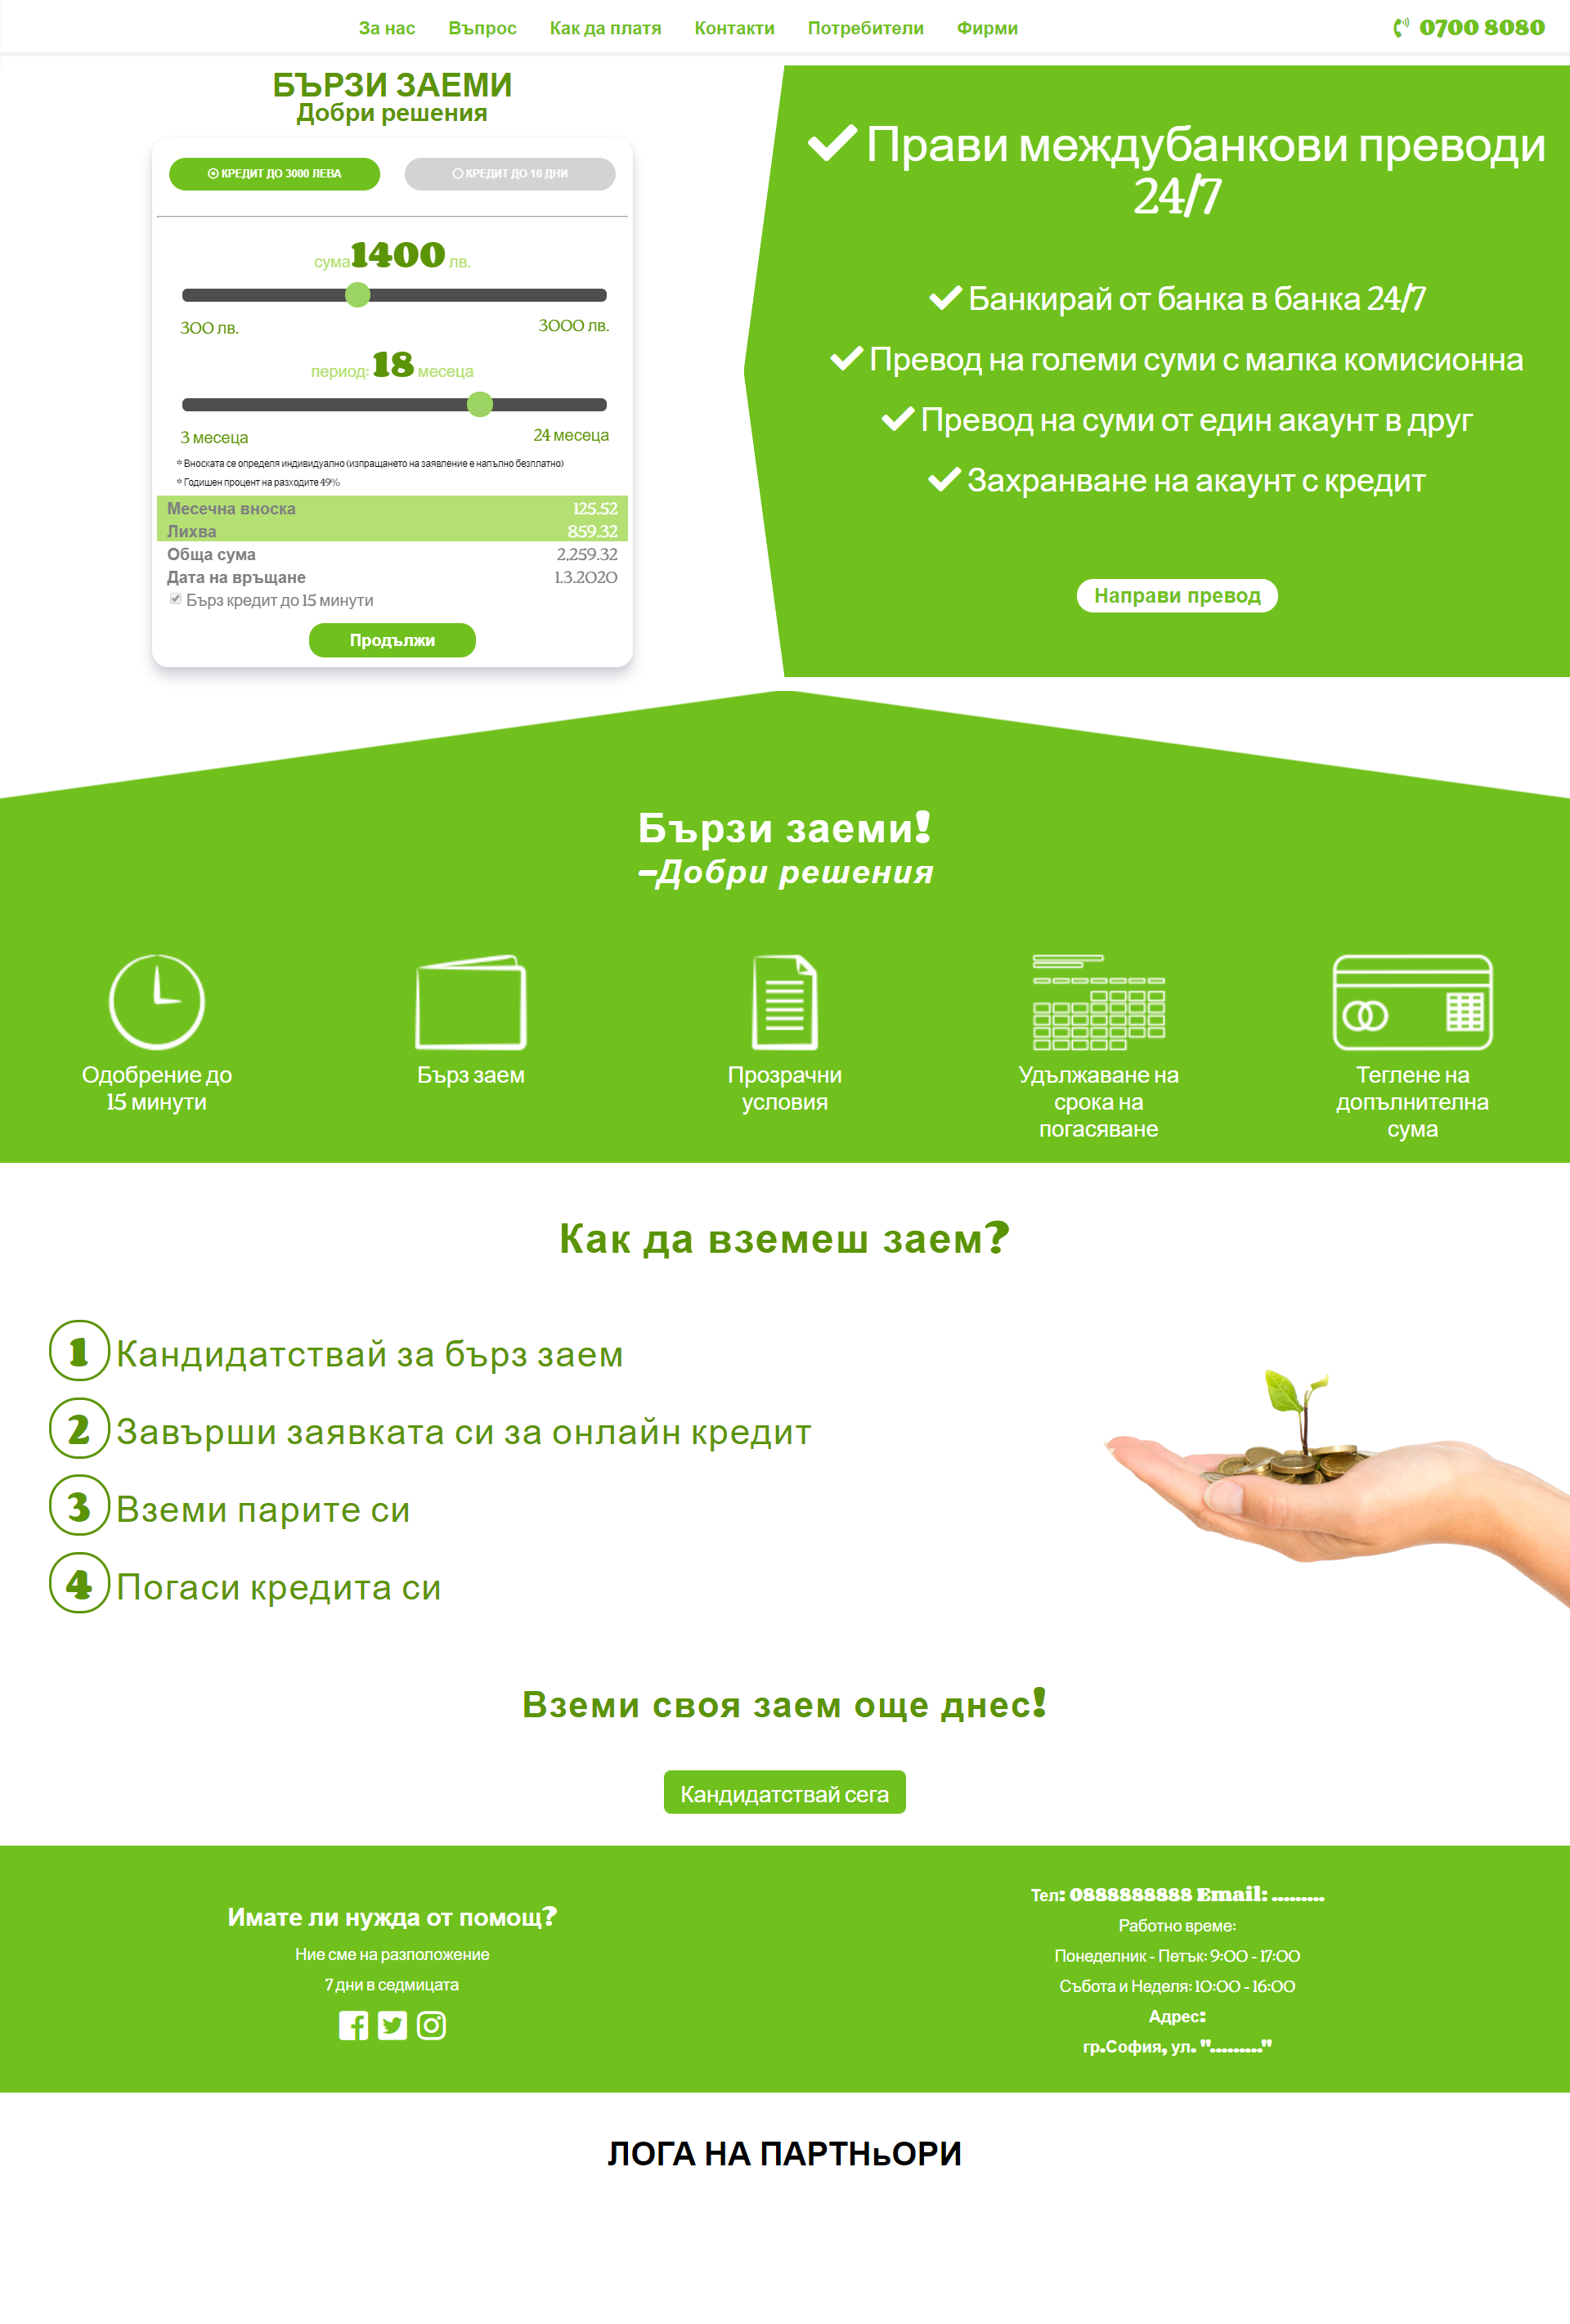 За нас Въпрос Как да платя Контакти Потребители Фирми 0700 8080
БЪРЗИ ЗАЕМИ
Добри решения
КРЕДИТ ДО 3000 ЛЕВА КРЕДИТ ДО 10 ДНИ
сума1400 лв.
300 лв. 3000 лв.
период: 18 месеца
3 месеца 24 месеца
* Вноската се определя индивидуално (изпращането на заявление е напълно безплатно)
* Годишен процент на разходите 49%
Месечна вноска 125.52
Лихва 859.32
Обща сума 2,259.32
Дата на връщане 1.3.2020
Бърз кредит до 15 минути
Продължи
Прави междубанкови преводи
24/7
Банкирай от банка в банка 24/7
Превод на големи суми с малка комисионна
Превод на суми от един акаунт в друг
Захранване на акаунт с кредит
Направи превод
Бързи заеми!
-Добри решения
Одобрение до
15 минути
Бърз заем
Прозрачни
условия
Удължаване на
срока на
погасяване
Теглене на
допълнителна
сума
Как да вземеш заем?
1 Кандидатствай за бърз заем
2 Завърши заявката си за онлайн кредит
3 Вземи парите си
4 Погаси кредита си
Вземи своя заем още днес!
Кандидатствай сега
Имате ли нужда от помощ?
Ние сме на разположение
7 дни в седмицата
Тел: 0888888888 Email: .........
Работно време:
Понеделник - Петък: 9:00 - 17:00
Събота и Неделя: 10:00 - 16:00
Адрес:
гр.София, ул. "........."
ЛОГА НА ПАРТНьОРИ